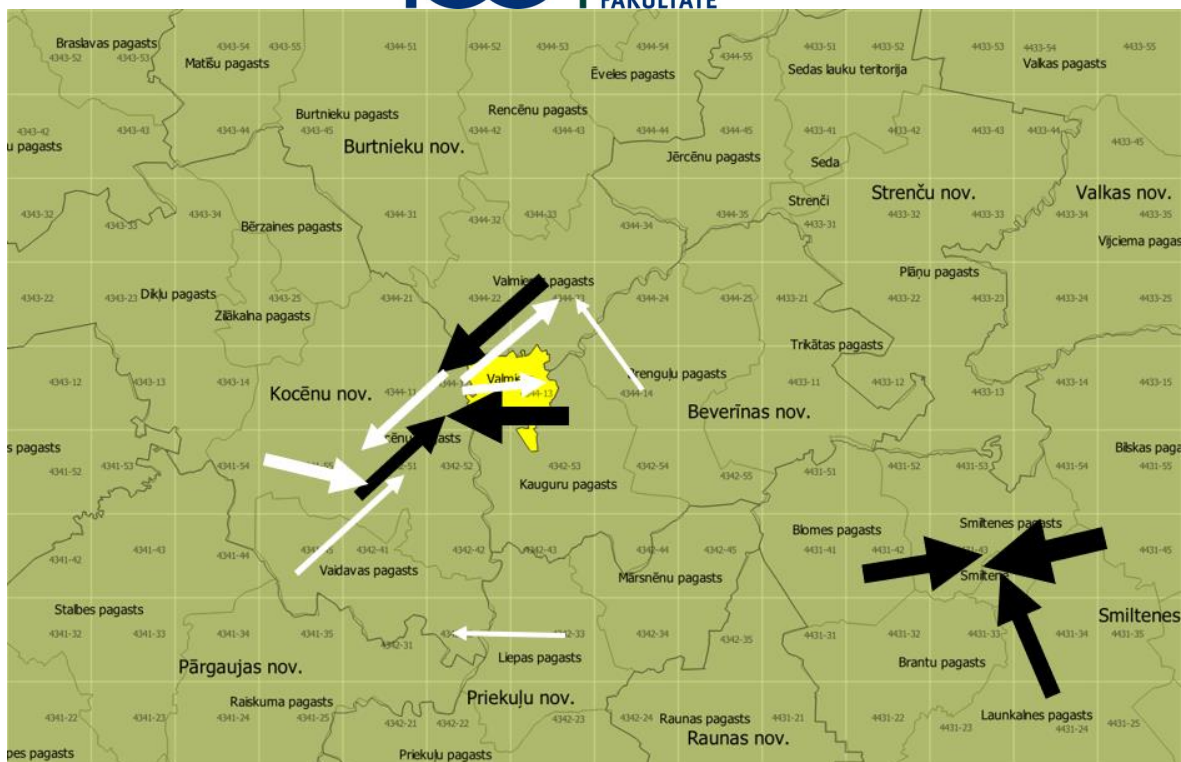 FAKULTĀTE
Braslavas pagasts
4343-52 4343-53 4343-54 4343-55 4344-51 4344-52 4344-53 4344-54 4344-55 4433-51 4433-52 4433-53 4433-54 4433-55
Matīšu pagasts
Ēveles pagasts
Sedas lauku teritorija
Valkas pagasts
Burtnieku pagasts
Rencēnu pagasts
4343-42 4343-43 4343-44 4343-45 4344-42 4344-43 4344-44 4344-45 4433-41 4433-42 4433-43 4433-44 4433-45
u pagasts
Burtnieku nov.
Jērcēnu pagasts
Seda
Strenču nov.
Valkas nov.
Strenči
4343-32 4343-33 4343-34 4344-31 4344-32 4344-33 4344-34 4344-35 4433-31 4433-32 4433-33 4433-34 4433-35
Bērzaines pagasts
Vijciema pagas
Plāņu pagasts
Dikļu pagasts
4343-22 4343-23 4343-25 4344-21 4344-22 4344-24 4344-25 4433-21 4433-22 4433-23 4433-24 4433-25
Zilākalna pagasts
Trikātas pagasts
4343-12 4343-13 4343-14 4344-11 4344-13 4344-14 4433-11 4433-12 4433-13 4433-14 4433-15
Kocēnu nov.
Beverīnas nov.
s pagasts
Bilskas paga
4341-52 4341-53 4341-54 4342-52 4342-53 4342-54 4342-55 4431-51 4431-52 4431-53 4431-54 4431-55
Kauguru pagasts
Blomes pagasts
Smiltenes pagasts
4341-42 4341-43 4341-44 4342-41 4342-42 4342-43 4342-44 4342-45 4431-41 4431-42 4431-45
Vaidavas pagasts
Mārsnēnu pagasts
Stalbes pagasts
Smiltenes
4341-32 4341-33 4341-34 4341-35 4342-31 4342-34 4342-35 4431-31 4431-32 4431-33 4431-34 4431-35
Liepas pagasts
Brantu pagasts
Pārgaujas nov.
Raiskuma pagasts
Priekuļu nov.
4341-22 4341-23 4341-24 4341-25 4342-21 4342-22 4342-23 4342-24 Raunas pagasts 4431-21 4431-22 4431-23 4431-24 4431-25
Launkalnes pagasts
Raunas nov.
pes pagasts
Priekuļu pagasts